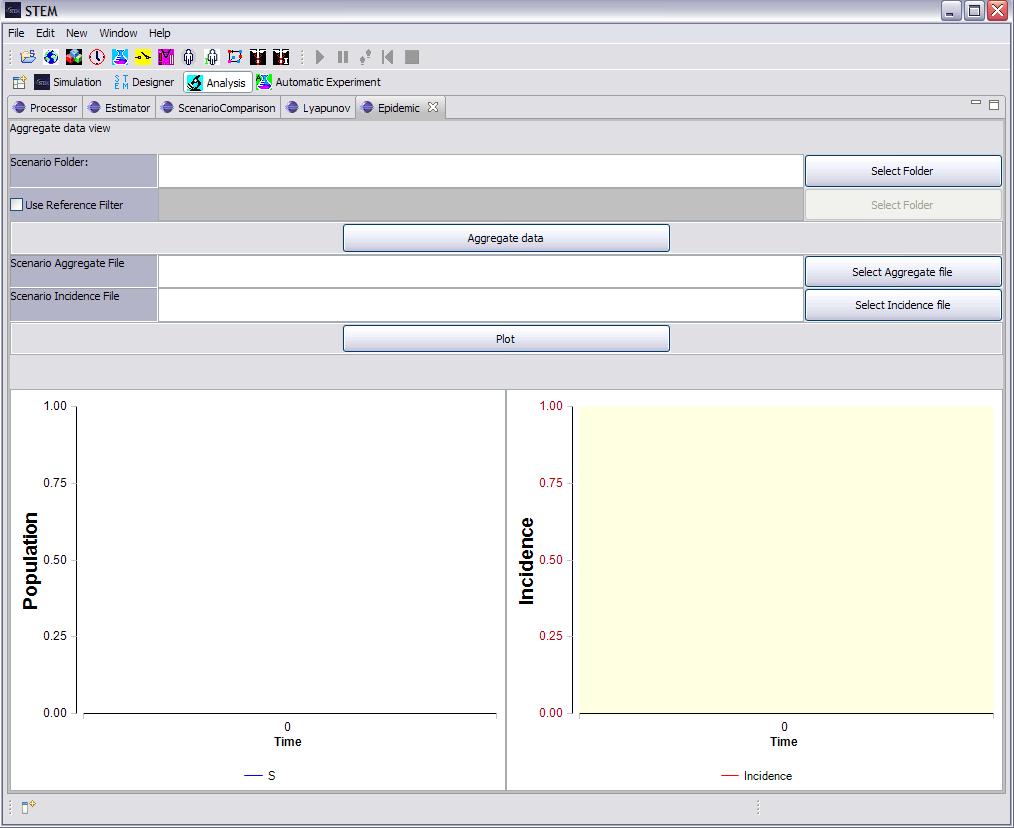 STEM
File Edit New Window Help
Simulation Designer Analysis Automatic Experiment
Processor Estimator ScenarioComparison Lyapunov Epidemic
Aggregate data view
Scenario Folder: Select Folder
Use Reference Filter Select Folder
Aggregate data
Scenario Aggregate File Select Aggregate file
Scenario Incidence File Select Incidence file
Plot
Population
1.00
0.75
0.50
0.25
0.00
0
Time
S
Incidence
1.00
0.75
0.50
0.25
0.00
0
Time
Incidence